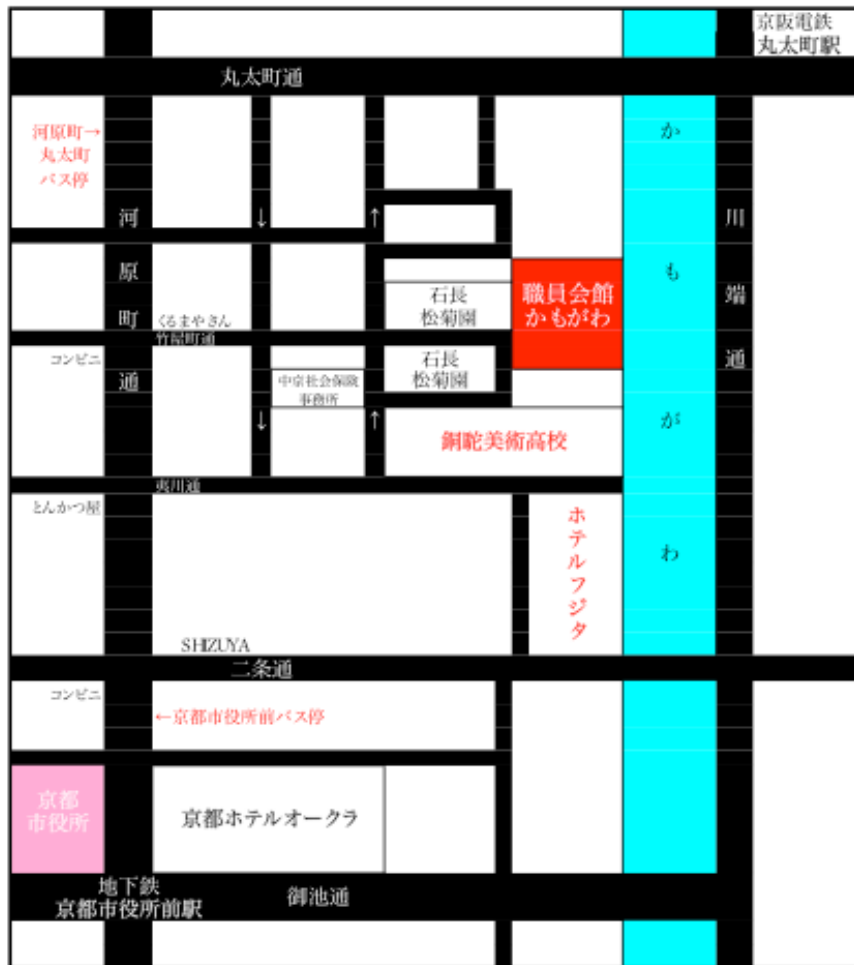 京阪電鉄
丸太町駅
丸太町通
河原町→
丸太町
バス停
かもがわ
河原町通
川端通
↓
↑
職員会館
かもがわ
石長
松菊園
くるまやさん
竹屋町通
コンビニ
石長
松菊園
中京社会保険
事務所
↓
↑
銅駝美術高校
夷川通
とんかつ屋
ホテルフジタ
SHIZUYA
二条通
コンビニ
←京都市役所前バス停
京都
市役所
京都ホテルオークラ
地下鉄
京都市役所前駅
御池通